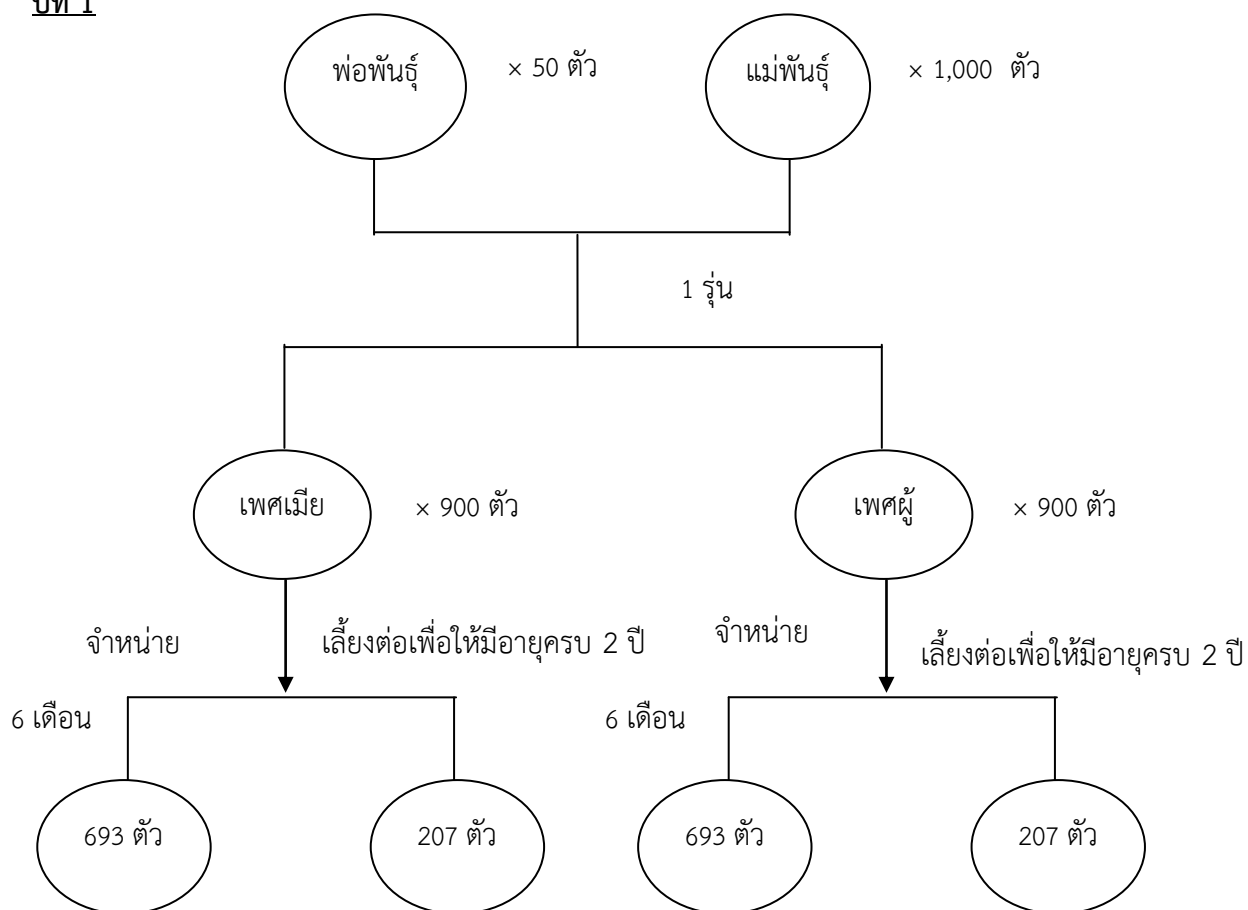 ปีที่ 1
พ่อพันธุ์ × 50 ตัว แม่พันธุ์ × 1,000 ตัว
1 รุ่น
เพศเมีย × 900 ตัว เพศผู้ × 900 ตัว
จำหน่าย เลี้ยงต่อเพื่อให้มีอายุครบ 2 ปี จำหน่าย เลี้ยงต่อเพื่อให้มีอายุครบ 2 ปี
6 เดือน 6 เดือน
693 ตัว 207 ตัว 693 ตัว 207 ตัว